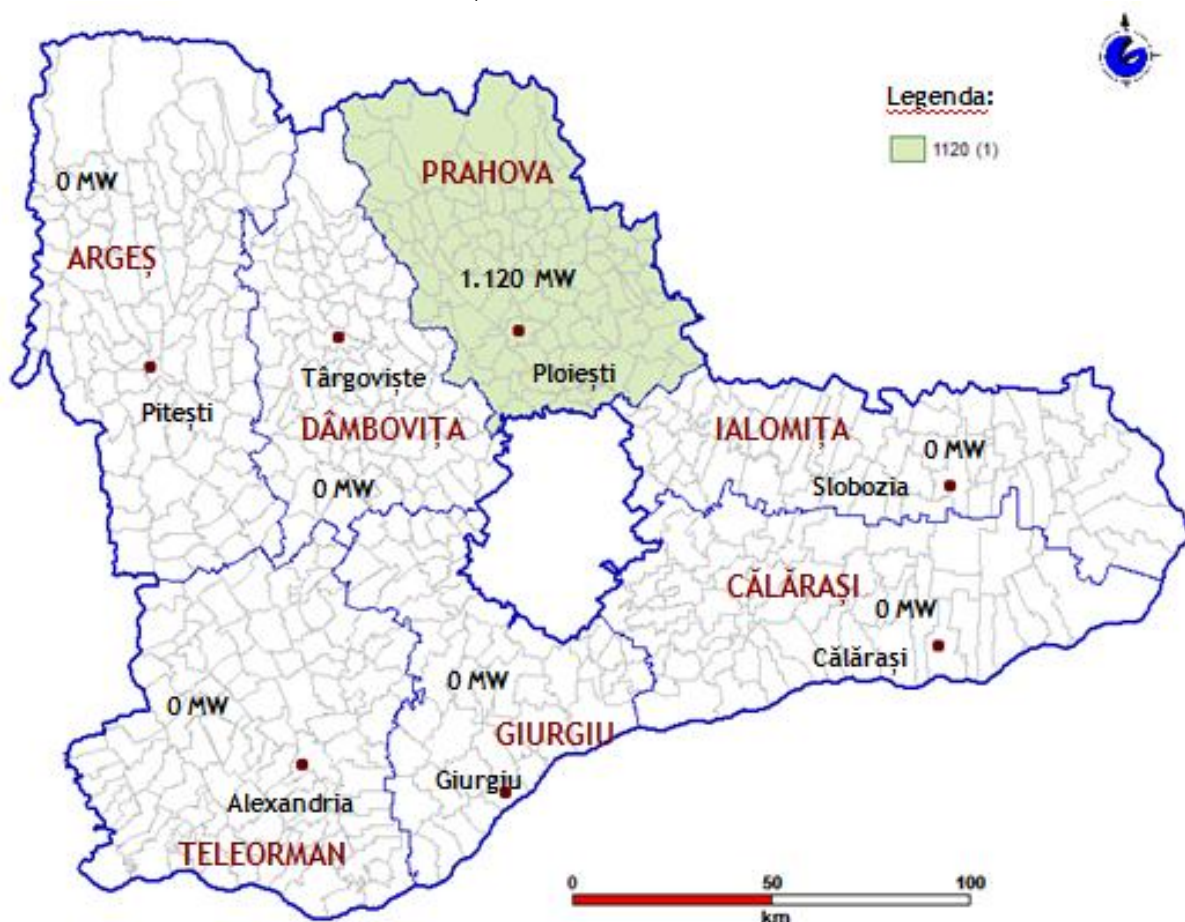 Legenda:
1120 (1)
PRAHOVA
0 MW
ARGEȘ
1.120 MW
Târgoviște
Ploiești
Pitești
DÂMBOVIȚA
IALOMIȚA
0 MW
0 MW
Slobozia
CĂLĂRAȘI
0 MW
Călărași
0 MW
0 MW
GIURGIU
Giurgiu
Alexandria
TELEORMAN
0 50 100
km